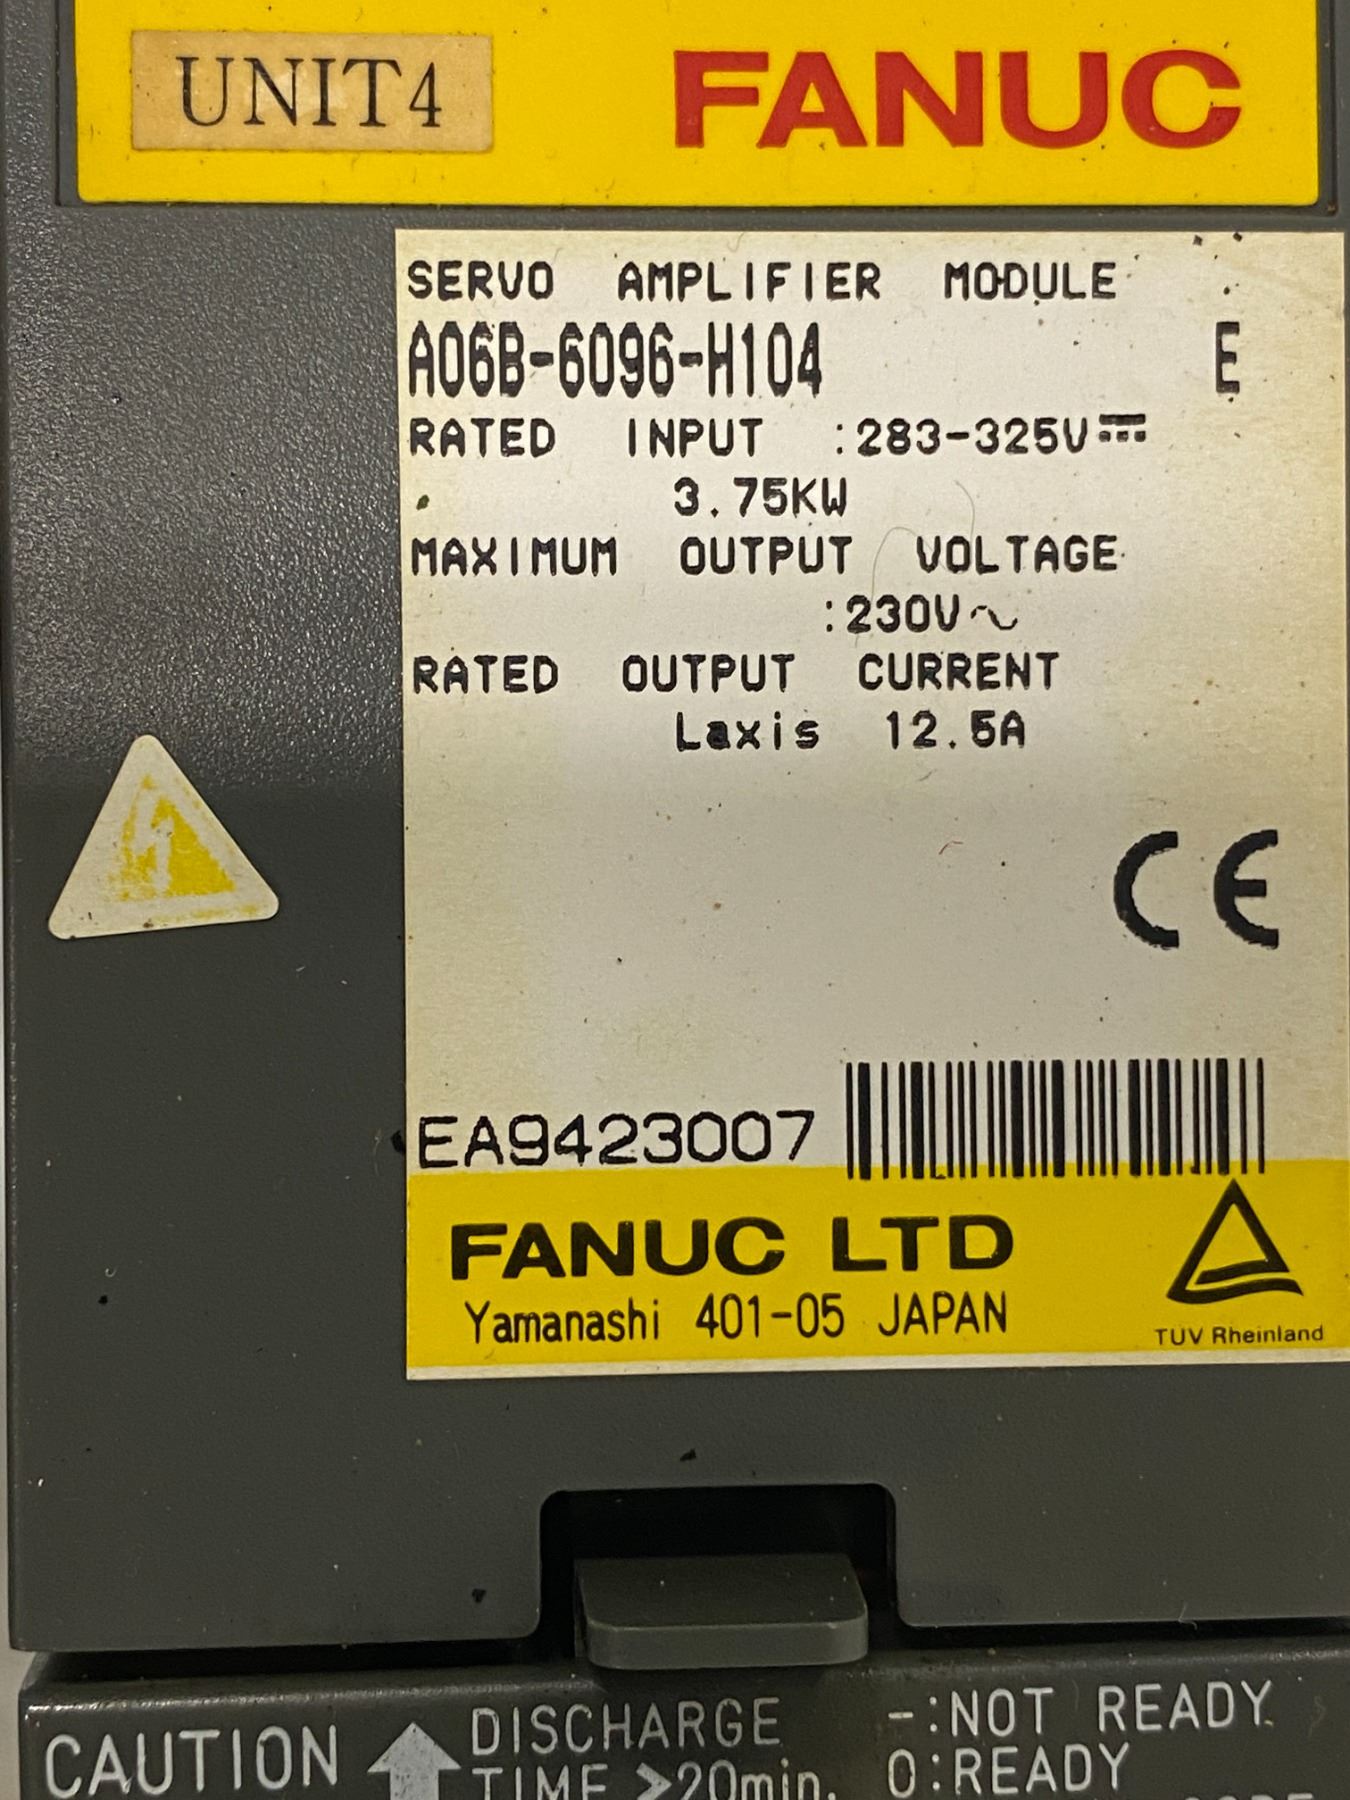 UNIT4
FANUC
SERVO AMPLIFIER MODULE
A06B-6096-H104 E
RATED INPUT :283-325V⎓
3.75KW
MAXIMUM OUTPUT VOLTAGE
:230V∿
RATED OUTPUT CURRENT
Laxis 12.5A
CE
EA9423007
FANUC LTD
Yamanashi 401-05 JAPAN
TUV Rheinland
CAUTION
DISCHARGE
TIME >20min.
-:NOT READY
0:READY